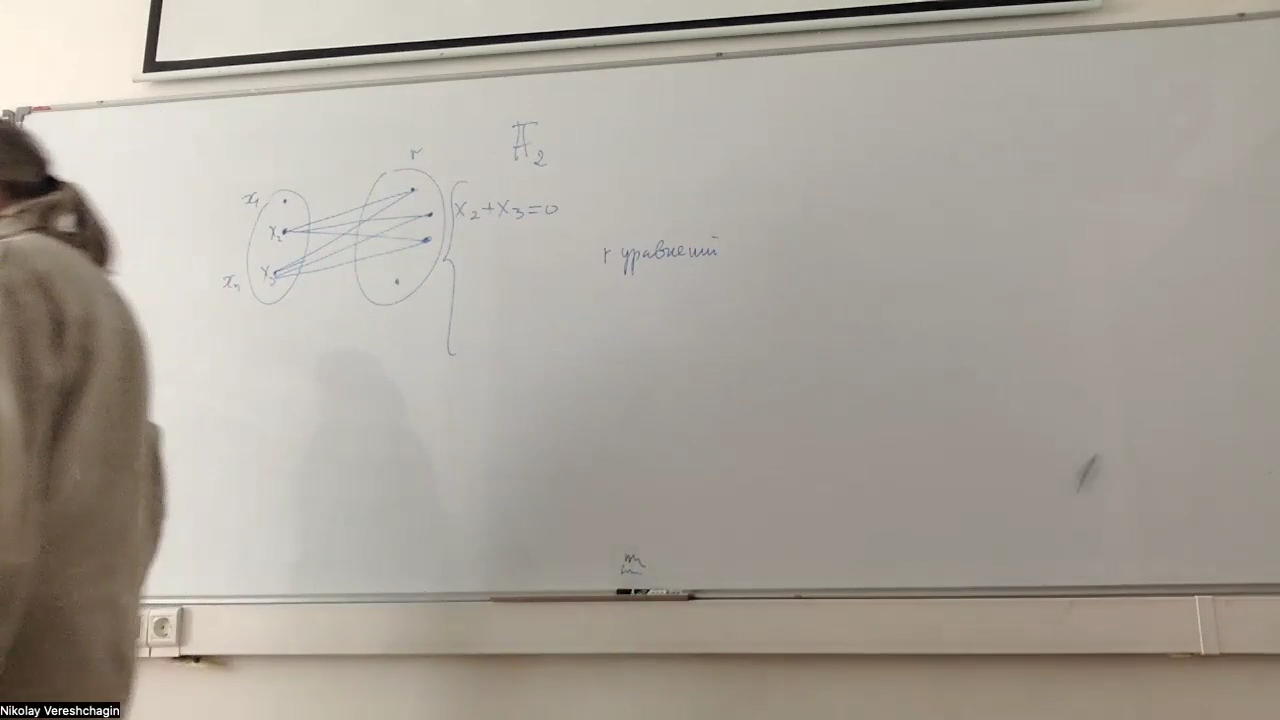 𝔽₂
r
x₁
x₂
x₂+x₃=0
r уравнений
x₃
xₙ
Nikolay Vereshchagin